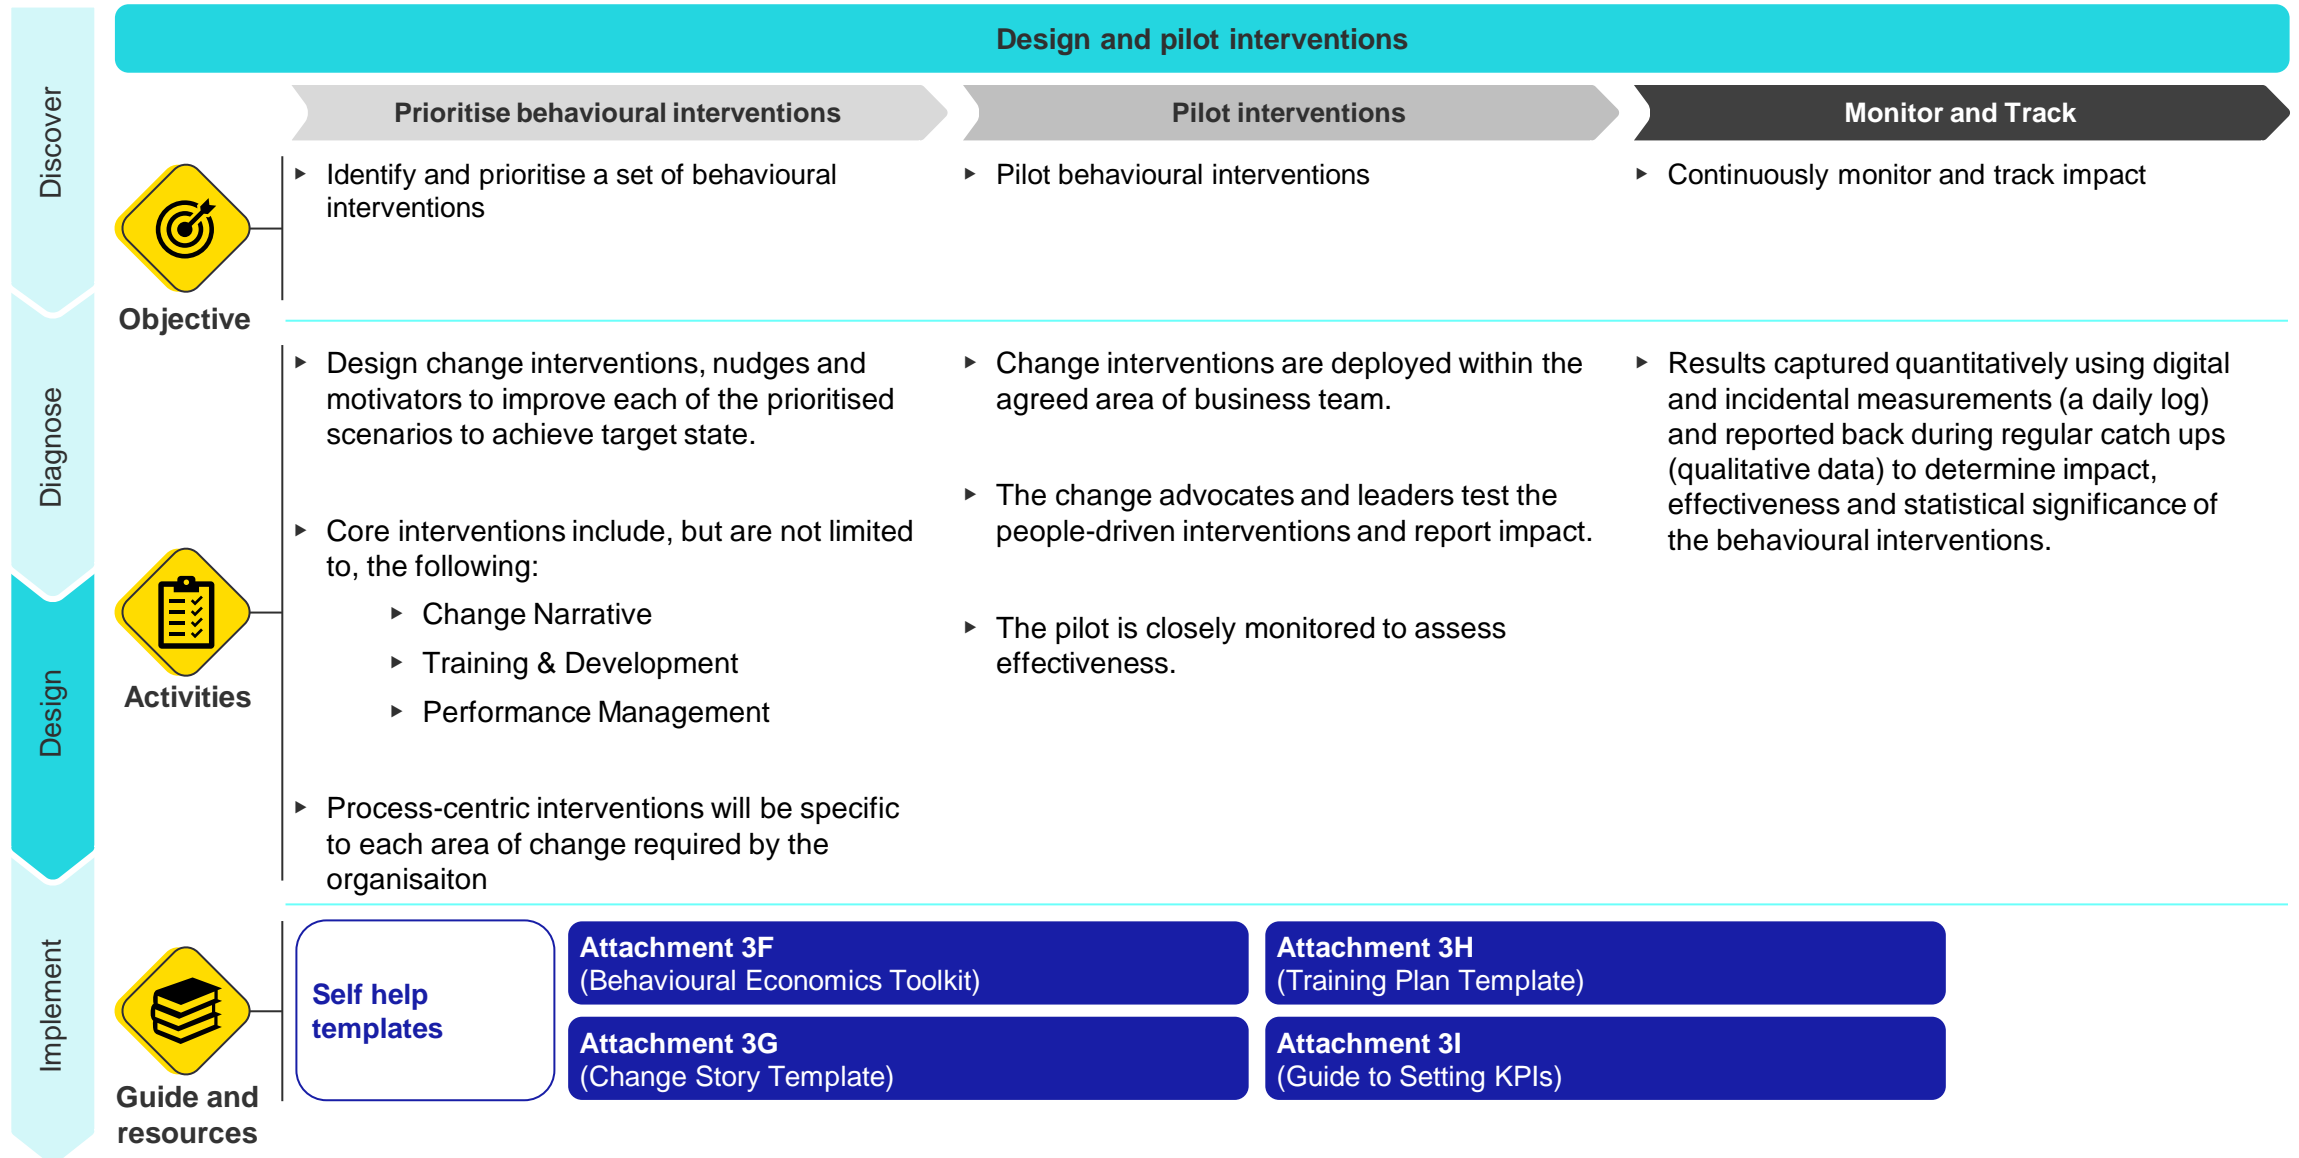 Design and pilot interventions
Discover
Diagnose
Design
Implement
Prioritise behavioural interventions
Pilot interventions
Monitor and Track
Objective
Identify and prioritise a set of behavioural
interventions
Pilot behavioural interventions
Continuously monitor and track impact
Activities
Design change interventions, nudges and
motivators to improve each of the prioritised
scenarios to achieve target state.
Core interventions include, but are not limited
to, the following:
Change Narrative
Training & Development
Performance Management
Process-centric interventions will be specific
to each area of change required by the
organisaiton
Change interventions are deployed within the
agreed area of business team.
The change advocates and leaders test the
people-driven interventions and report impact.
The pilot is closely monitored to assess
effectiveness.
Results captured quantitatively using digital
and incidental measurements (a daily log)
and reported back during regular catch ups
(qualitative data) to determine impact,
effectiveness and statistical significance of
the behavioural interventions.
Guide and
resources
Self help
templates
Attachment 3F
(Behavioural Economics Toolkit)
Attachment 3G
(Change Story Template)
Attachment 3H
(Training Plan Template)
Attachment 3I
(Guide to Setting KPIs)